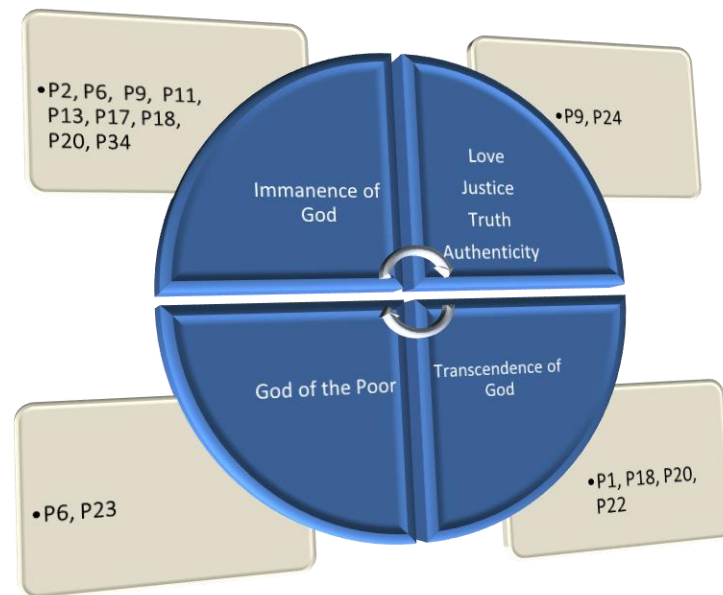 •P2, P6, P9, P11,
P13, P17, P18,
P20, P34
•P9, P24
Immanence of
God
Love
Justice
Truth
Authenticity
God of the Poor
Transcendence of
God
•P6, P23
•P1, P18, P20,
P22